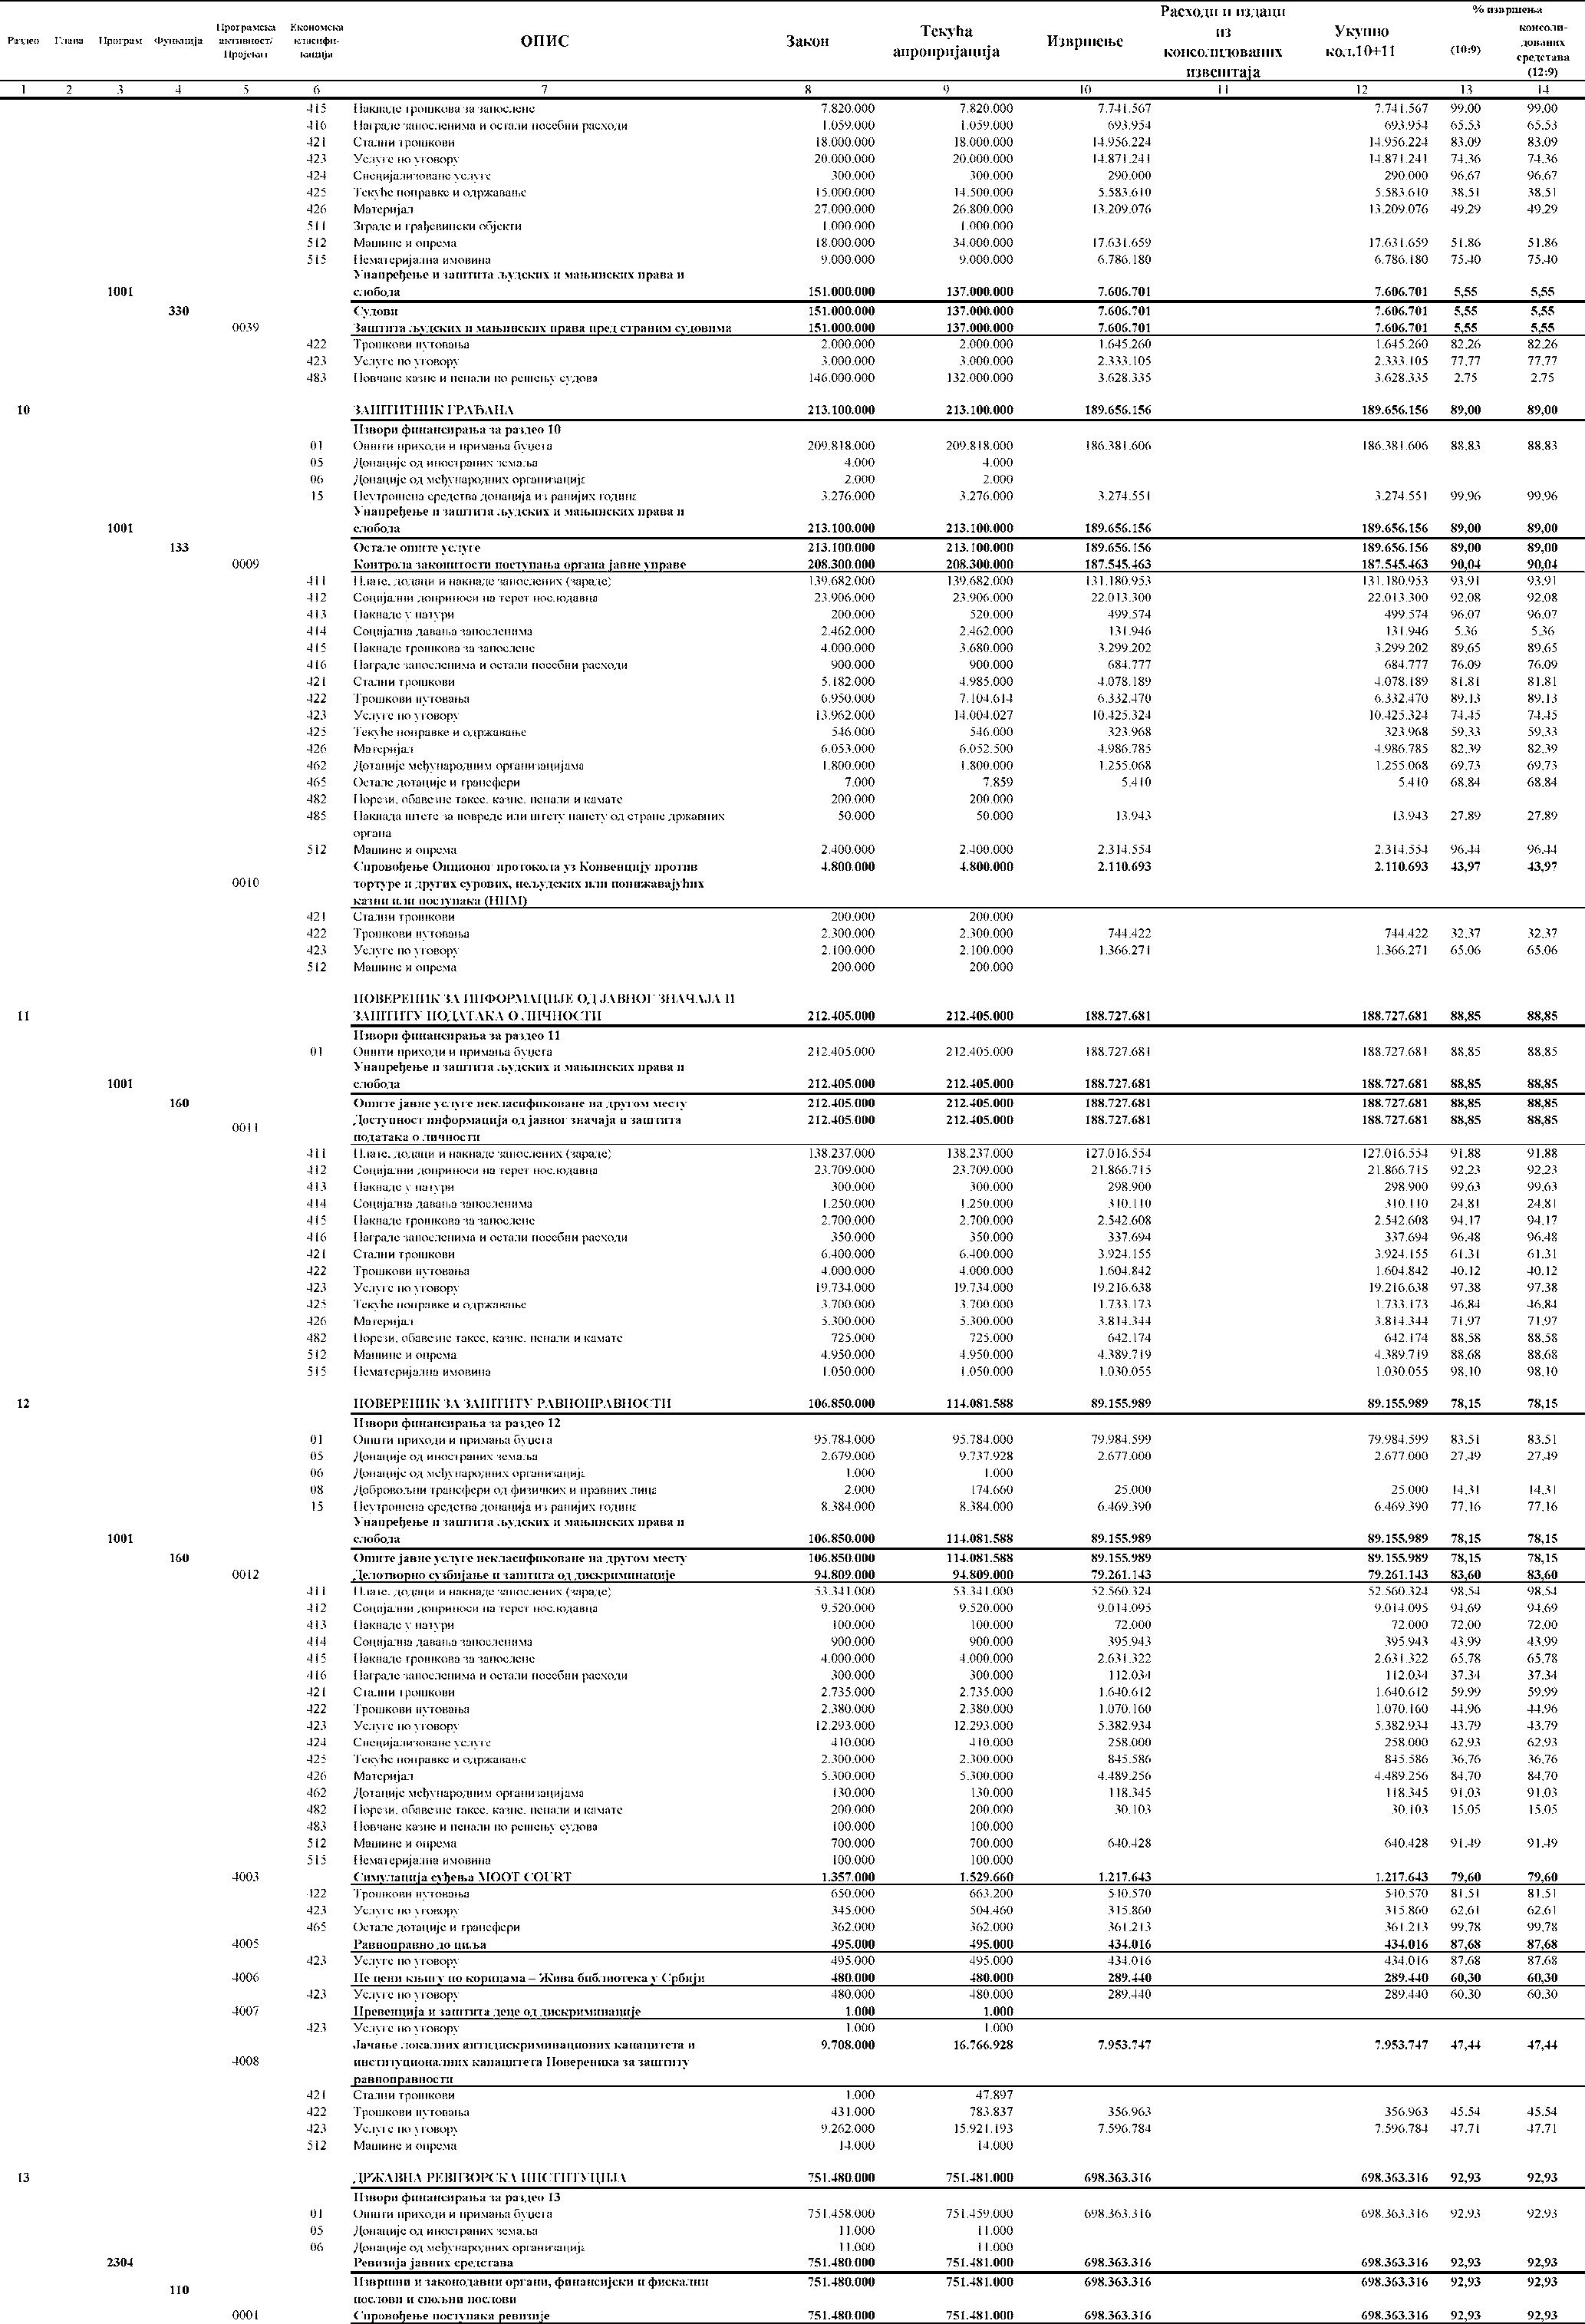 Раздео Глава Програм Функција Програмска активност/ Пројекат Економска класифи-кација ОПИС Закон Текућа апропријација Извршење Расходи и издаци из консолидованих извештаја Укупно кол.10+11 % извршења (10:9) консоли-дованих средстава (12:9)
1 2 3 4 5 6 7 8 9 10 11 12 13 14
415 Накнаде трошкова за запослене 7.820.000 7.820.000 7.741.567 7.741.567 99,00 99,00
416 Награде запосленима и остали посебни расходи 1.059.000 1.059.000 693.954 693.954 65,53 65,53
421 Стални трошкови 18.000.000 18.000.000 14.956.224 14.956.224 83,09 83,09
423 Услуге по уговору 20.000.000 20.000.000 14.871.241 14.871.241 74,36 74,36
424 Специјализоване услуге 300.000 300.000 290.000 290.000 96,67 96,67
425 Текуће поправке и одржавање 15.000.000 14.500.000 5.583.610 5.583.610 38,51 38,51
426 Материјал 27.000.000 26.800.000 13.209.076 13.209.076 49,29 49,29
511 Зграде и грађевински објекти 1.000.000 1.000.000
512 Машине и опрема 18.000.000 34.000.000 17.631.659 17.631.659 51,86 51,86
515 Нематеријална имовина 9.000.000 9.000.000 6.786.180 6.786.180 75,40 75,40
Унапређење и заштита људских и мањинских права и
1001 слобода 151.000.000 137.000.000 7.606.701 7.606.701 5,55 5,55
330 Судови 151.000.000 137.000.000 7.606.701 7.606.701 5,55 5,55
0039 Заштита људских и мањинских права пред страним судовима 151.000.000 137.000.000 7.606.701 7.606.701 5,55 5,55
422 Трошкови путовања 2.000.000 2.000.000 1.645.260 1.645.260 82,26 82,26
423 Услуге по уговору 3.000.000 3.000.000 2.333.105 2.333.105 77,77 77,77
483 Новчане казне и пенали по решењу судова 146.000.000 132.000.000 3.628.335 3.628.335 2,75 2,75
10 ЗАШТИТНИК ГРАЂАНА 213.100.000 213.100.000 189.656.156 189.656.156 89,00 89,00
Извори финансирања за раздео 10
01 Општи приходи и примања буџета 209.818.000 209.818.000 186.381.606 186.381.606 88,83 88,83
05 Донације од иностраних земаља 4.000 4.000
06 Донације од међународних организација 2.000 2.000
15 Неутрошена средства донација из ранијих година 3.276.000 3.276.000 3.274.551 3.274.551 99,96 99,96
Унапређење и заштита људских и мањинских права и
1001 слобода 213.100.000 213.100.000 189.656.156 189.656.156 89,00 89,00
133 Остале опште услуге 213.100.000 213.100.000 189.656.156 189.656.156 89,00 89,00
0009 Контрола законитости поступања органа јавне управе 208.300.000 208.300.000 187.545.463 187.545.463 90,04 90,04
411 Плате, додаци и накнаде запослених (зараде) 139.682.000 139.682.000 131.180.953 131.180.953 93,91 93,91
412 Социјални доприноси на терет послодавца 23.906.000 23.906.000 22.013.300 22.013.300 92,08 92,08
413 Накнаде у натури 200.000 520.000 499.574 499.574 96,07 96,07
414 Социјална давања запосленима 2.462.000 2.462.000 131.946 131.946 5,36 5,36
415 Накнаде трошкова за запослене 4.000.000 3.680.000 3.299.202 3.299.202 89,65 89,65
416 Награде запосленима и остали посебни расходи 900.000 900.000 684.777 684.777 76,09 76,09
421 Стални трошкови 5.182.000 4.985.000 4.078.189 4.078.189 81,81 81,81
422 Трошкови путовања 6.950.000 7.104.614 6.332.470 6.332.470 89,13 89,13
423 Услуге по уговору 13.962.000 14.004.027 10.425.324 10.425.324 74,45 74,45
425 Текуће поправке и одржавање 546.000 546.000 323.968 323.968 59,33 59,33
426 Материјал 6.053.000 6.052.500 4.986.785 4.986.785 82,39 82,39
462 Дотације међународним организацијама 1.800.000 1.800.000 1.255.068 1.255.068 69,73 69,73
465 Остале дотације и трансфери 7.000 7.859 5.410 5.410 68,84 68,84
482 Порези, обавезне таксе, казне, пенали и камате 200.000 200.000
485 Накнада штете за повреде или штету нанету од стране државних 50.000 50.000 13.943 13.943 27,89 27,89
органа
512 Машине и опрема 2.400.000 2.400.000 2.314.554 2.314.554 96,44 96,44
Спровођење Опционог протокола уз Конвенцију против 4.800.000 4.800.000 2.110.693 2.110.693 43,97 43,97
0010 тортуре и других сурових, нељудских или понижавајућих
казни или поступака (НПМ)
421 Стални трошкови 200.000 200.000
422 Трошкови путовања 2.300.000 2.300.000 744.422 744.422 32,37 32,37
423 Услуге по уговору 2.100.000 2.100.000 1.366.271 1.366.271 65,06 65,06
512 Машине и опрема 200.000 200.000
ПОВЕРЕНИК ЗА ИНФОРМАЦИЈЕ ОД ЈАВНОГ ЗНАЧАЈА И
11 ЗАШТИТУ ПОДАТАКА О ЛИЧНОСТИ 212.405.000 212.405.000 188.727.681 188.727.681 88,85 88,85
Извори финансирања за раздео 11
01 Општи приходи и примања буџета 212.405.000 212.405.000 188.727.681 188.727.681 88,85 88,85
Унапређење и заштита људских и мањинских права и
1001 слобода 212.405.000 212.405.000 188.727.681 188.727.681 88,85 88,85
160 Опште јавне услуге некласификоване на другом месту 212.405.000 212.405.000 188.727.681 188.727.681 88,85 88,85
0011 Доступност информација од јавног значаја и заштита 212.405.000 212.405.000 188.727.681 188.727.681 88,85 88,85
података о личности
411 Плате, додаци и накнаде запослених (зараде) 138.237.000 138.237.000 127.016.554 127.016.554 91,88 91,88
412 Социјални доприноси на терет послодавца 23.709.000 23.709.000 21.866.715 21.866.715 92,23 92,23
413 Накнаде у натури 300.000 300.000 298.900 298.900 99,63 99,63
414 Социјална давања запосленима 1.250.000 1.250.000 310.110 310.110 24,81 24,81
415 Накнаде трошкова за запослене 2.700.000 2.700.000 2.542.608 2.542.608 94,17 94,17
416 Награде запосленима и остали посебни расходи 350.000 350.000 337.694 337.694 96,48 96,48
421 Стални трошкови 6.400.000 6.400.000 3.924.155 3.924.155 61,31 61,31
422 Трошкови путовања 4.000.000 4.000.000 1.604.842 1.604.842 40,12 40,12
423 Услуге по уговору 19.734.000 19.734.000 19.216.638 19.216.638 97,38 97,38
425 Текуће поправке и одржавање 3.700.000 3.700.000 1.733.173 1.733.173 46,84 46,84
426 Материјал 5.300.000 5.300.000 3.814.344 3.814.344 71,97 71,97
482 Порези, обавезне таксе, казне, пенали и камате 725.000 725.000 642.174 642.174 88,58 88,58
512 Машине и опрема 4.950.000 4.950.000 4.389.719 4.389.719 88,68 88,68
515 Нематеријална имовина 1.050.000 1.050.000 1.030.055 1.030.055 98,10 98,10
12 ПОВЕРЕНИК ЗА ЗАШТИТУ РАВНОПРАВНОСТИ 106.850.000 114.081.588 89.155.989 89.155.989 78,15 78,15
Извори финансирања за раздео 12
01 Општи приходи и примања буџета 95.784.000 95.784.000 79.984.599 79.984.599 83,51 83,51
05 Донације од иностраних земаља 2.679.000 9.737.928 2.677.000 2.677.000 27,49 27,49
06 Донације од међународних организација 1.000 1.000
08 Добровољни трансфери од физичких и правних лица 2.000 174.660 25.000 25.000 14,31 14,31
15 Неутрошена средства донација из ранијих година 8.384.000 8.384.000 6.469.390 6.469.390 77,16 77,16
Унапређење и заштита људских и мањинских права и
1001 слобода 106.850.000 114.081.588 89.155.989 89.155.989 78,15 78,15
160 Опште јавне услуге некласификоване на другом месту 106.850.000 114.081.588 89.155.989 89.155.989 78,15 78,15
0012 Делотворно сузбијање и заштита од дискриминације 94.809.000 94.809.000 79.261.143 79.261.143 83,60 83,60
411 Плате, додаци и накнаде запослених (зараде) 53.341.000 53.341.000 52.560.324 52.560.324 98,54 98,54
412 Социјални доприноси на терет послодавца 9.520.000 9.520.000 9.014.095 9.014.095 94,69 94,69
413 Накнаде у натури 100.000 100.000 72.000 72.000 72,00 72,00
414 Социјална давања запосленима 900.000 900.000 395.943 395.943 43,99 43,99
415 Накнаде трошкова за запослене 4.000.000 4.000.000 2.631.322 2.631.322 65,78 65,78
416 Награде запосленима и остали посебни расходи 300.000 300.000 112.034 112.034 37,34 37,34
421 Стални трошкови 2.735.000 2.735.000 1.640.612 1.640.612 59,99 59,99
422 Трошкови путовања 2.380.000 2.380.000 1.070.160 1.070.160 44,96 44,96
423 Услуге по уговору 12.293.000 12.293.000 5.382.934 5.382.934 43,79 43,79
424 Специјализоване услуге 410.000 410.000 258.000 258.000 62,93 62,93
425 Текуће поправке и одржавање 2.300.000 2.300.000 845.586 845.586 36,76 36,76
426 Материјал 5.300.000 5.300.000 4.489.256 4.489.256 84,70 84,70
462 Дотације међународним организацијама 130.000 130.000 118.345 118.345 91,03 91,03
482 Порези, обавезне таксе, казне, пенали и камате 200.000 200.000 30.103 30.103 15,05 15,05
483 Новчане казне и пенали по решењу судова 100.000 100.000
512 Машине и опрема 700.000 700.000 640.428 640.428 91,49 91,49
515 Нематеријална имовина 100.000 100.000
4003 Симулација суђења MOOT COURT 1.357.000 1.529.660 1.217.643 1.217.643 79,60 79,60
422 Трошкови путовања 650.000 663.200 540.570 540.570 81,51 81,51
423 Услуге по уговору 345.000 504.460 315.860 315.860 62,61 62,61
465 Остале дотације и трансфери 362.000 362.000 361.213 361.213 99,78 99,78
4005 Равноправно до циља 495.000 495.000 434.016 434.016 87,68 87,68
423 Услуге по уговору 495.000 495.000 434.016 434.016 87,68 87,68
4006 Не цени књигу по корицама – Жива библиотека у Србији 480.000 480.000 289.440 289.440 60,30 60,30
423 Услуге по уговору 480.000 480.000 289.440 289.440 60,30 60,30
4007 Превенција и заштита деце од дискриминације 1.000 1.000
423 Услуге по уговору 1.000 1.000
Јачање локалних антидискриминационих капацитета и 9.708.000 16.766.928 7.953.747 7.953.747 47,44 47,44
4008 институционалних капацитета Повереника за заштиту
равноправности
421 Стални трошкови 1.000 47.897
422 Трошкови путовања 431.000 783.837 356.963 356.963 45,54 45,54
423 Услуге по уговору 9.262.000 15.921.193 7.596.784 7.596.784 47,71 47,71
512 Машине и опрема 14.000 14.000
13 ДРЖАВНА РЕВИЗОРСКА ИНСТИТУЦИЈА 751.480.000 751.481.000 698.363.316 698.363.316 92,93 92,93
Извори финансирања за раздео 13
01 Општи приходи и примања буџета 751.458.000 751.459.000 698.363.316 698.363.316 92,93 92,93
05 Донације од иностраних земаља 11.000 11.000
06 Донације од међународних организација 11.000 11.000
2304 Ревизија јавних средстава 751.480.000 751.481.000 698.363.316 698.363.316 92,93 92,93
110 Извршни и законодавни органи, финансијски и фискални 751.480.000 751.481.000 698.363.316 698.363.316 92,93 92,93
послови и спољни послови
0001 Спровођење поступака ревизије 751.480.000 751.481.000 698.363.316 698.363.316 92,93 92,93